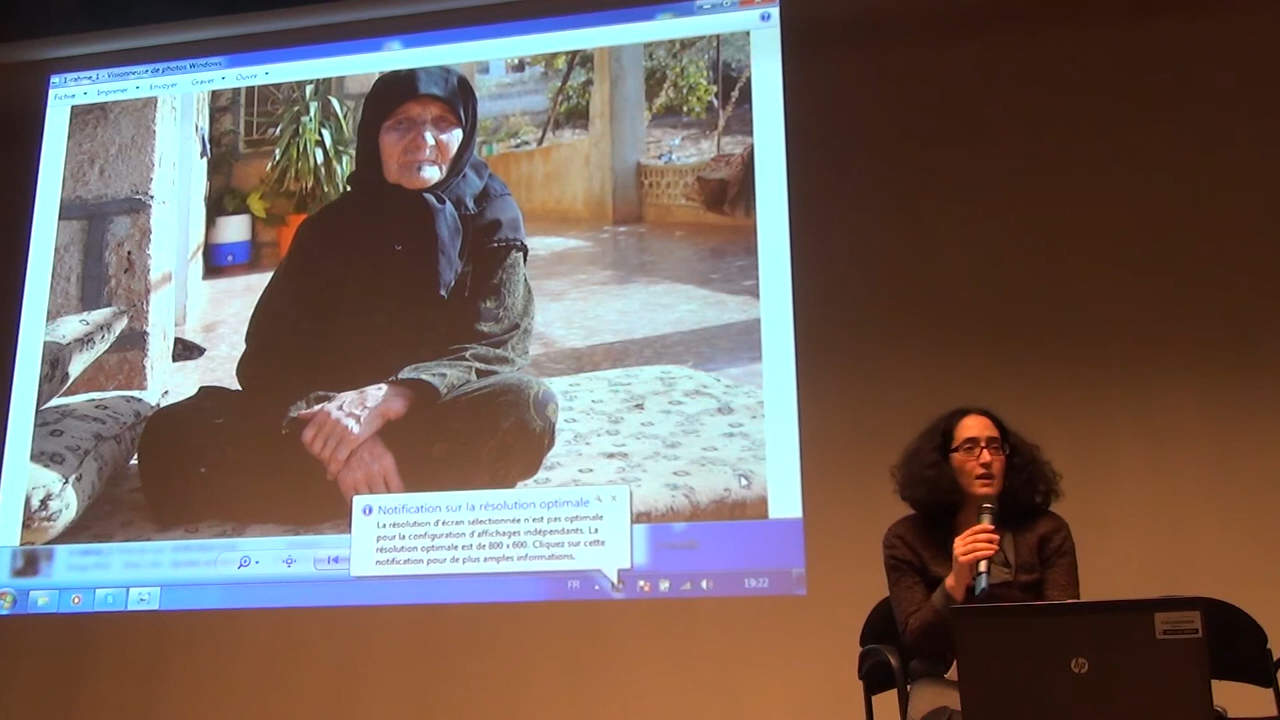 1-rahme_1 - Visionneuse de photos Windows
Fichier Imprimer Envoyer Graver Ouvrir
Notification sur la résolution optimale
La résolution d'écran sélectionnée n'est pas optimale
pour la configuration d'affichages indépendants. La
résolution optimale est de 800 x 600. Cliquez sur cette
notification pour de plus amples informations.
FR
19:22
hp